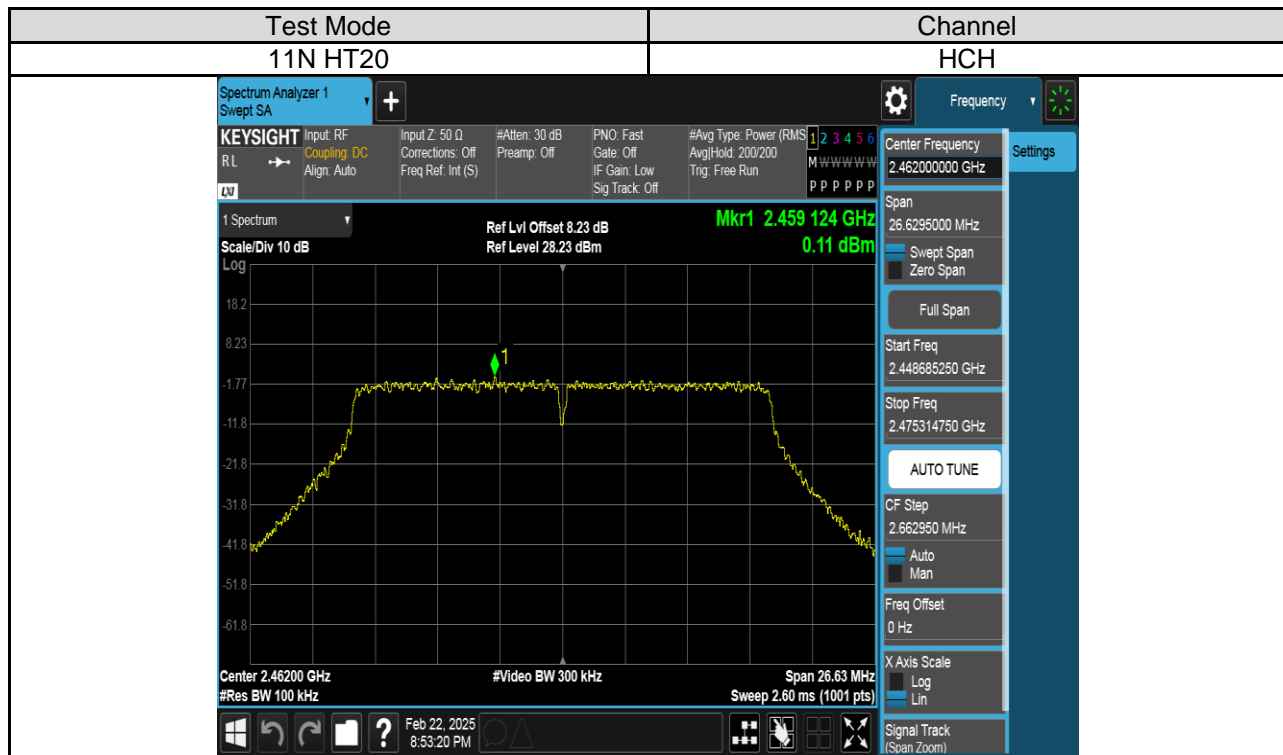 Test Mode Channel
11N HT20 HCH
Spectrum Analyzer 1
Swept SA
+
Frequency
KEYSIGHT Input: RF Input Z: 50 Ω #Atten: 30 dB PNO: Fast #Avg Type: Power (RMS 1 2 3 4 5 6
RL Coupling: DC Corrections: Off Preamp: Off Gate: Off Avg|Hold: 200/200 M W W W W W
Align: Auto Freq Ref: Int (S) IF Gain: Low Trig: Free Run
LXI Sig Track: Off P P P P P P
1 Spectrum
Ref Lvl Offset 8.23 dB Mkr1 2.459 124 GHz
Scale/Div 10 dB Ref Level 28.23 dBm 0.11 dBm
Log
18.2
8.23
1
-1.77
-11.8
-21.8
-31.8
-41.8
-51.8
-61.8
Center 2.46200 GHz #Video BW 300 kHz Span 26.63 MHz
#Res BW 100 kHz Sweep 2.60 ms (1001 pts)
? Feb 22, 2025
8:53:20 PM
Center Frequency
2.462000000 GHz
Settings
Span
26.6295000 MHz
Swept Span
Zero Span
Full Span
Start Freq
2.448685250 GHz
Stop Freq
2.475314750 GHz
AUTO TUNE
CF Step
2.662950 MHz
Auto
Man
Freq Offset
0 Hz
X Axis Scale
Log
Lin
Signal Track
(Span Zoom)